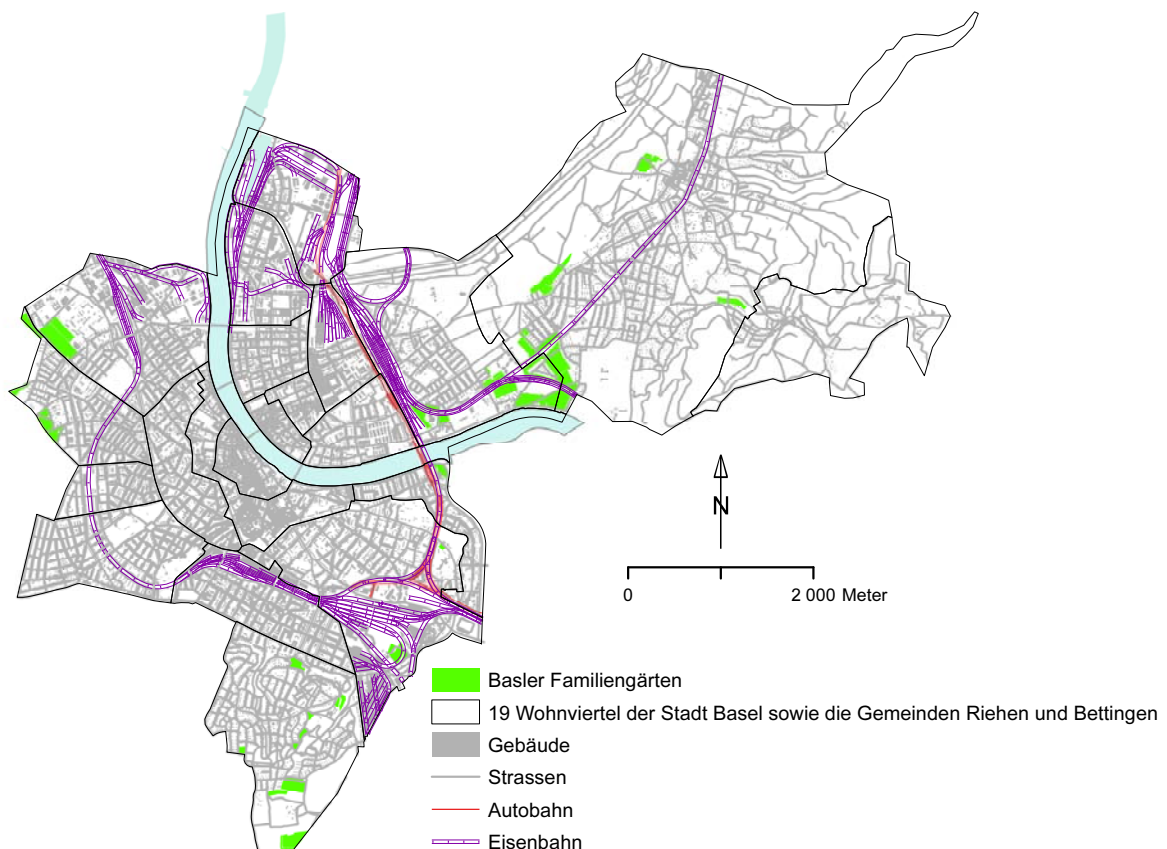 N
0
2 000 Meter
Basler Familiengärten
19 Wohnviertel der Stadt Basel sowie die Gemeinden Riehen und Bettingen
Gebäude
Strassen
Autobahn
Eisenbahn